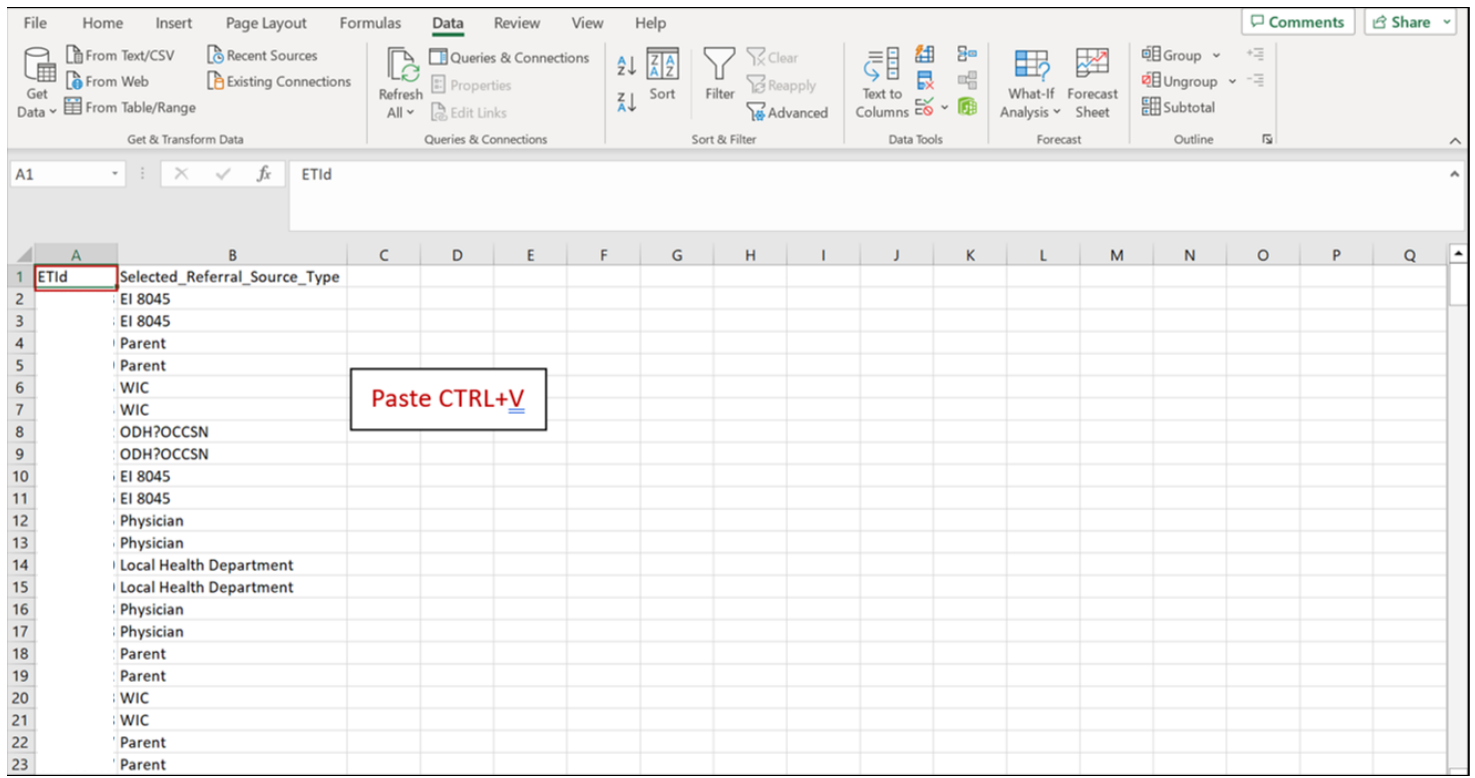 File Home Insert Page Layout Formulas Data Review View Help Comments Share
From Text/CSV Recent Sources Queries & Connections Clear Group
From Web Existing Connections Properties Reapply Ungroup
From Table/Range Edit Links Advanced Subtotal
Get Data Refresh All Sort Filter Text to Columns What-If Analysis Forecast Sheet
Get & Transform Data Queries & Connections Sort & Filter Data Tools Forecast Outline
A1 fx ETId
A B C D E F G H I J K L M N O P Q
1 ETId Selected_Referral_Source_Type
2 EI 8045
3 EI 8045
4 Parent
5 Parent
6 WIC
7 WIC
Paste CTRL+V
8 ODH?OCCSN
9 ODH?OCCSN
10 EI 8045
11 EI 8045
12 Physician
13 Physician
14 Local Health Department
15 Local Health Department
16 Physician
17 Physician
18 Parent
19 Parent
20 WIC
21 WIC
22 Parent
23 Parent